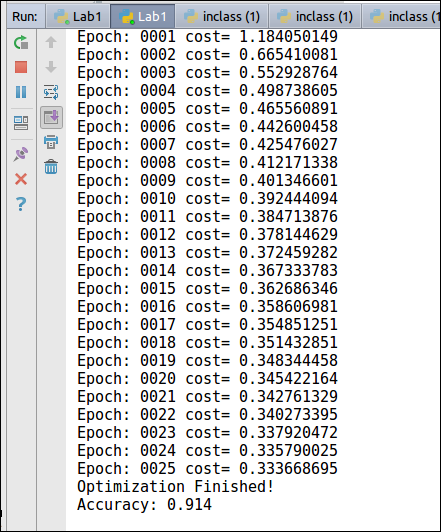 Run: Lab1 Lab1 inclass (1) inclass (1) inclass (1)
Epoch: 0001 cost= 1.184050149
Epoch: 0002 cost= 0.665410081
Epoch: 0003 cost= 0.552928764
Epoch: 0004 cost= 0.498738605
Epoch: 0005 cost= 0.465560891
Epoch: 0006 cost= 0.442600458
Epoch: 0007 cost= 0.425476027
Epoch: 0008 cost= 0.412171338
Epoch: 0009 cost= 0.401346601
Epoch: 0010 cost= 0.392444094
Epoch: 0011 cost= 0.384713876
Epoch: 0012 cost= 0.378144629
Epoch: 0013 cost= 0.372459282
Epoch: 0014 cost= 0.367333783
Epoch: 0015 cost= 0.362686346
Epoch: 0016 cost= 0.358606981
Epoch: 0017 cost= 0.354851251
Epoch: 0018 cost= 0.351432851
Epoch: 0019 cost= 0.348344458
Epoch: 0020 cost= 0.345422164
Epoch: 0021 cost= 0.342761329
Epoch: 0022 cost= 0.340273395
Epoch: 0023 cost= 0.337920472
Epoch: 0024 cost= 0.335790025
Epoch: 0025 cost= 0.333668695
Optimization Finished!
Accuracy: 0.914